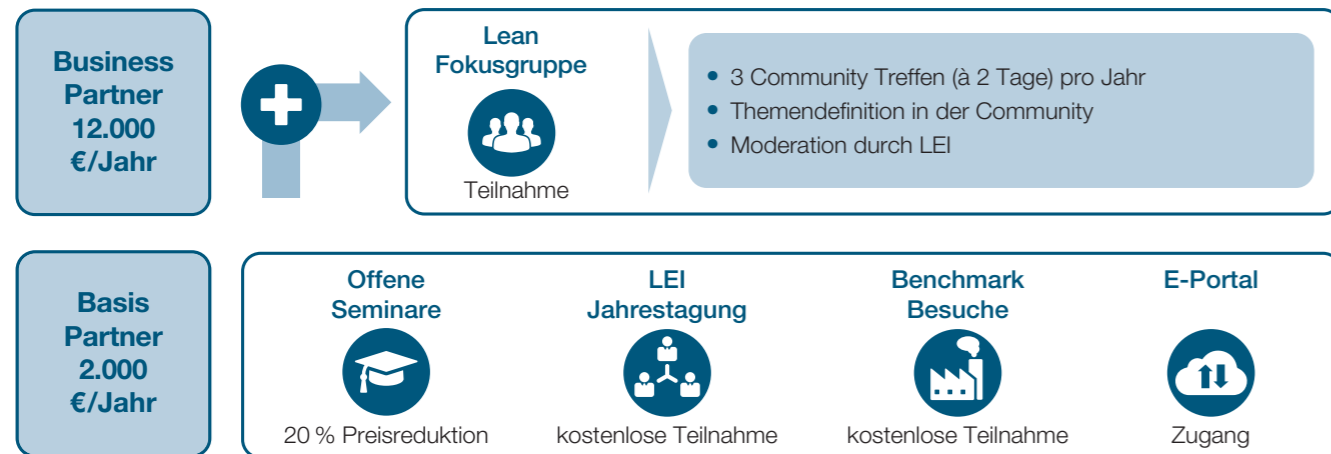 Business
Partner
12.000
€/Jahr
Lean
Fokusgruppe
Teilnahme
• 3 Community Treffen (à 2 Tage) pro Jahr
• Themendefinition in der Community
• Moderation durch LEI
Basis
Partner
2.000
€/Jahr
Offene
Seminare
20 % Preisreduktion
LEI
Jahrestagung
kostenlose Teilnahme
Benchmark
Besuche
kostenlose Teilnahme
E-Portal
Zugang